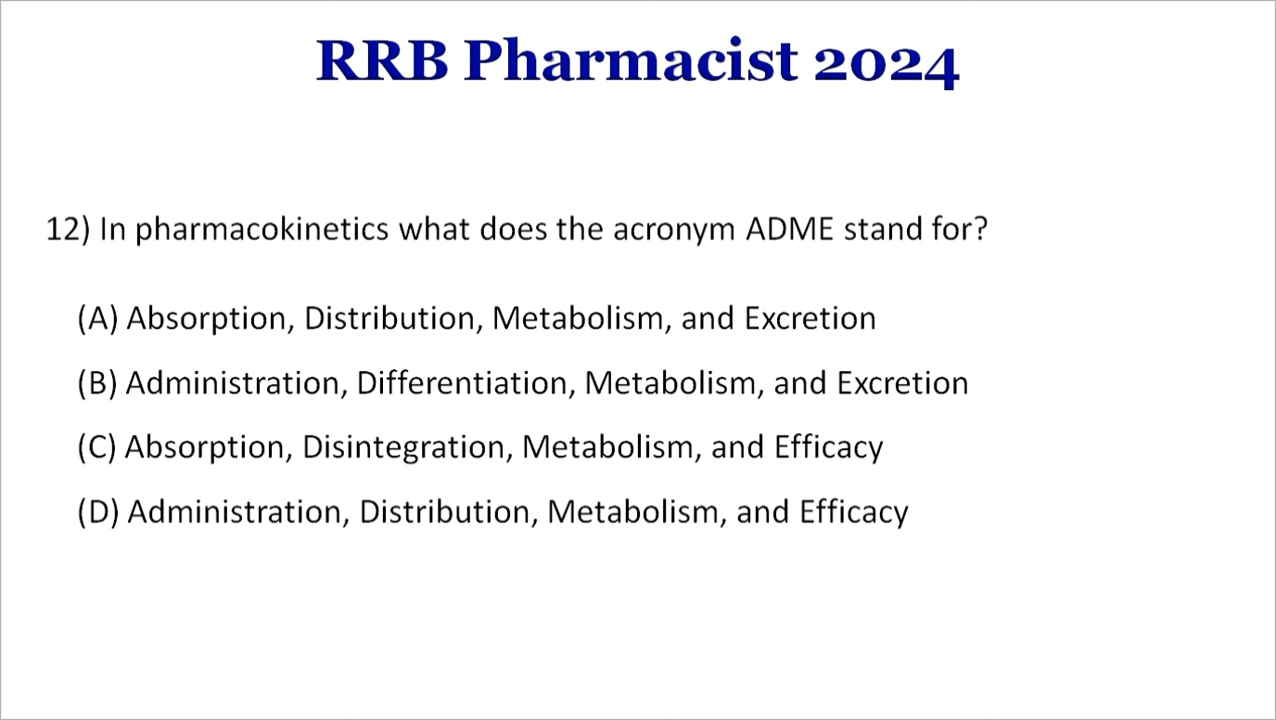 RRB Pharmacist 2024
12) In pharmacokinetics what does the acronym ADME stand for?
(A) Absorption, Distribution, Metabolism, and Excretion
(B) Administration, Differentiation, Metabolism, and Excretion
(C) Absorption, Disintegration, Metabolism, and Efficacy
(D) Administration, Distribution, Metabolism, and Efficacy